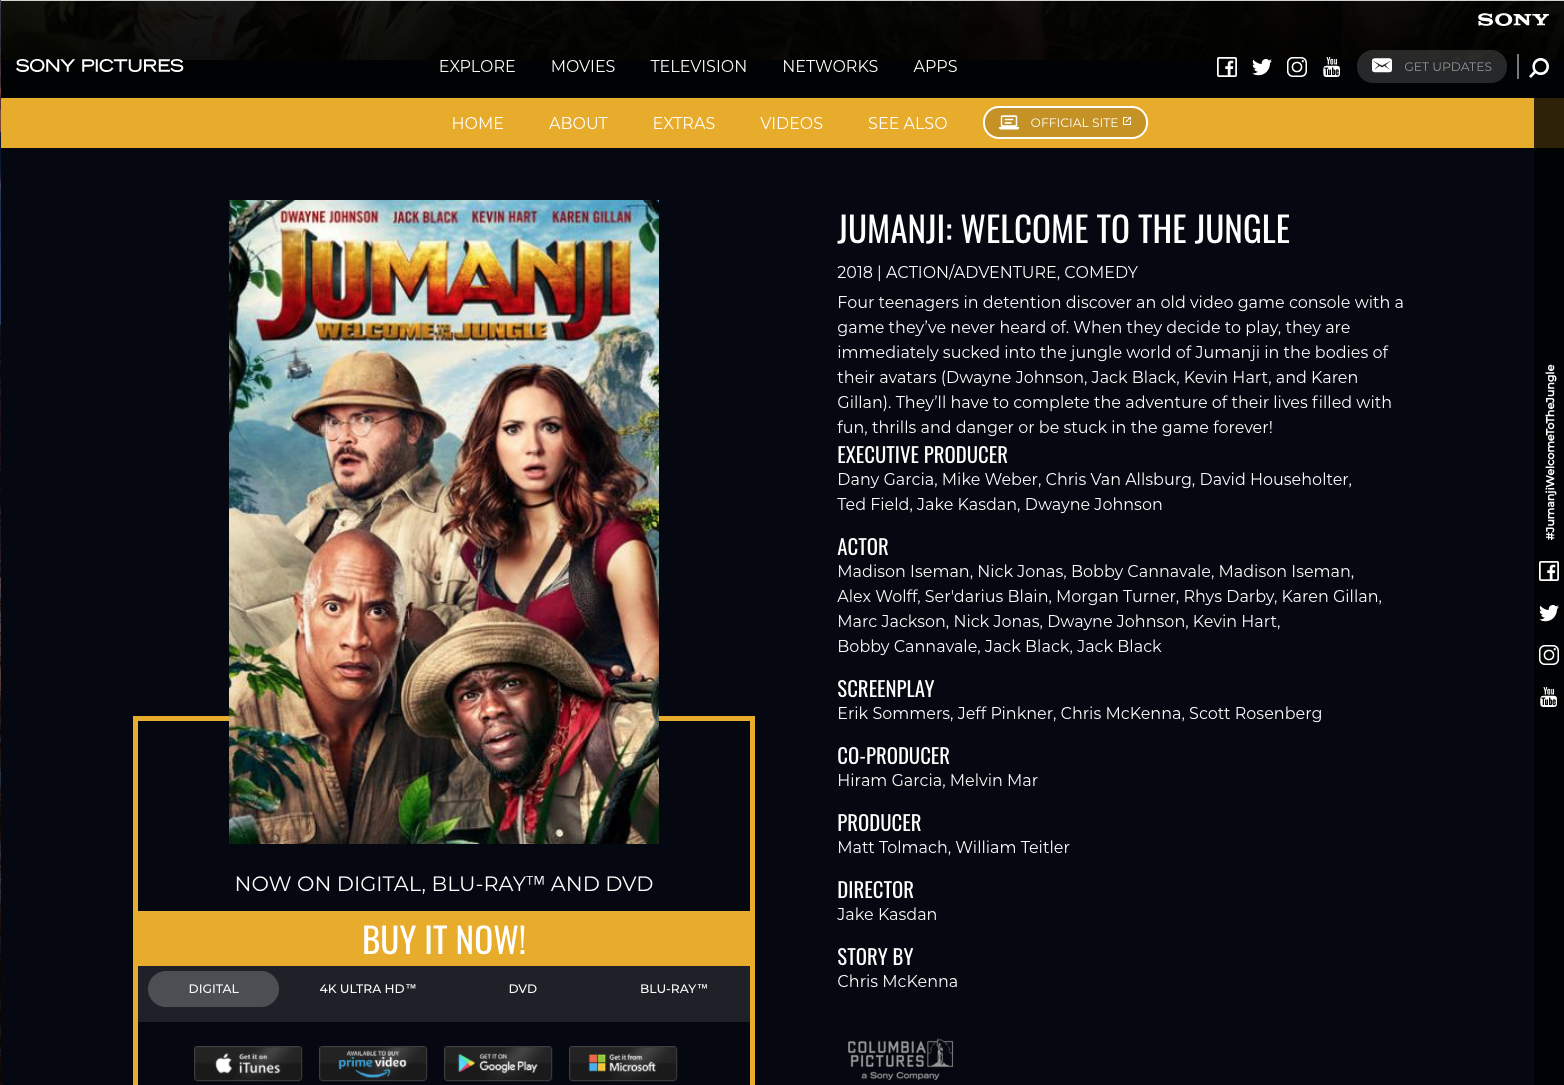 SONY
SONY PICTURES
EXPLORE MOVIES TELEVISION NETWORKS APPS
You Tube
GET UPDATES
HOME ABOUT EXTRAS VIDEOS SEE ALSO OFFICIAL SITE
DWAYNE JOHNSON JACK BLACK KEVIN HART KAREN GILLAN
JUMANJI
WELCOME TO THE JUNGLE
NOW ON DIGITAL, BLU-RAY™ AND DVD
BUY IT NOW!
DIGITAL 4K ULTRA HD™ DVD BLU-RAY™
Get it on iTunes
AVAILABLE TO BUY prime video
GET IT ON Google Play
Get it from Microsoft
JUMANJI: WELCOME TO THE JUNGLE
2018 | ACTION/ADVENTURE, COMEDY
Four teenagers in detention discover an old video game console with a
game they’ve never heard of. When they decide to play, they are
immediately sucked into the jungle world of Jumanji in the bodies of
their avatars (Dwayne Johnson, Jack Black, Kevin Hart, and Karen
Gillan). They’ll have to complete the adventure of their lives filled with
fun, thrills and danger or be stuck in the game forever!
EXECUTIVE PRODUCER
Dany Garcia, Mike Weber, Chris Van Allsburg, David Householter,
Ted Field, Jake Kasdan, Dwayne Johnson
ACTOR
Madison Iseman, Nick Jonas, Bobby Cannavale, Madison Iseman,
Alex Wolff, Ser'darius Blain, Morgan Turner, Rhys Darby, Karen Gillan,
Marc Jackson, Nick Jonas, Dwayne Johnson, Kevin Hart,
Bobby Cannavale, Jack Black, Jack Black
SCREENPLAY
Erik Sommers, Jeff Pinkner, Chris McKenna, Scott Rosenberg
CO-PRODUCER
Hiram Garcia, Melvin Mar
PRODUCER
Matt Tolmach, William Teitler
DIRECTOR
Jake Kasdan
STORY BY
Chris McKenna
COLUMBIA
PICTURES
a Sony Company
#JumanjiWelcomeToTheJungle
You Tube